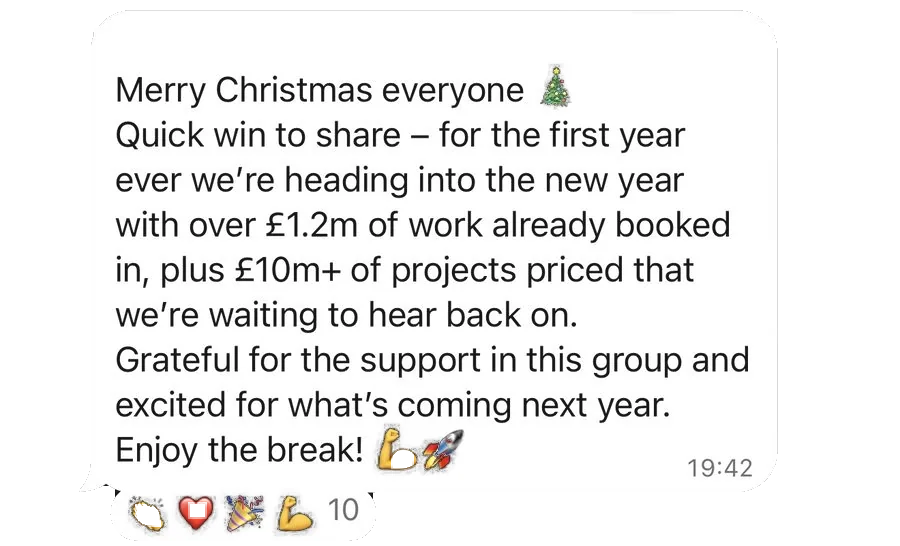 Merry Christmas everyone 🎄
Quick win to share – for the first year
ever we’re heading into the new year
with over £1.2m of work already booked
in, plus £10m+ of projects priced that
we’re waiting to hear back on.
Grateful for the support in this group and
excited for what’s coming next year.
Enjoy the break! 💪🚀
19:42
👏❤️🎉💪 10